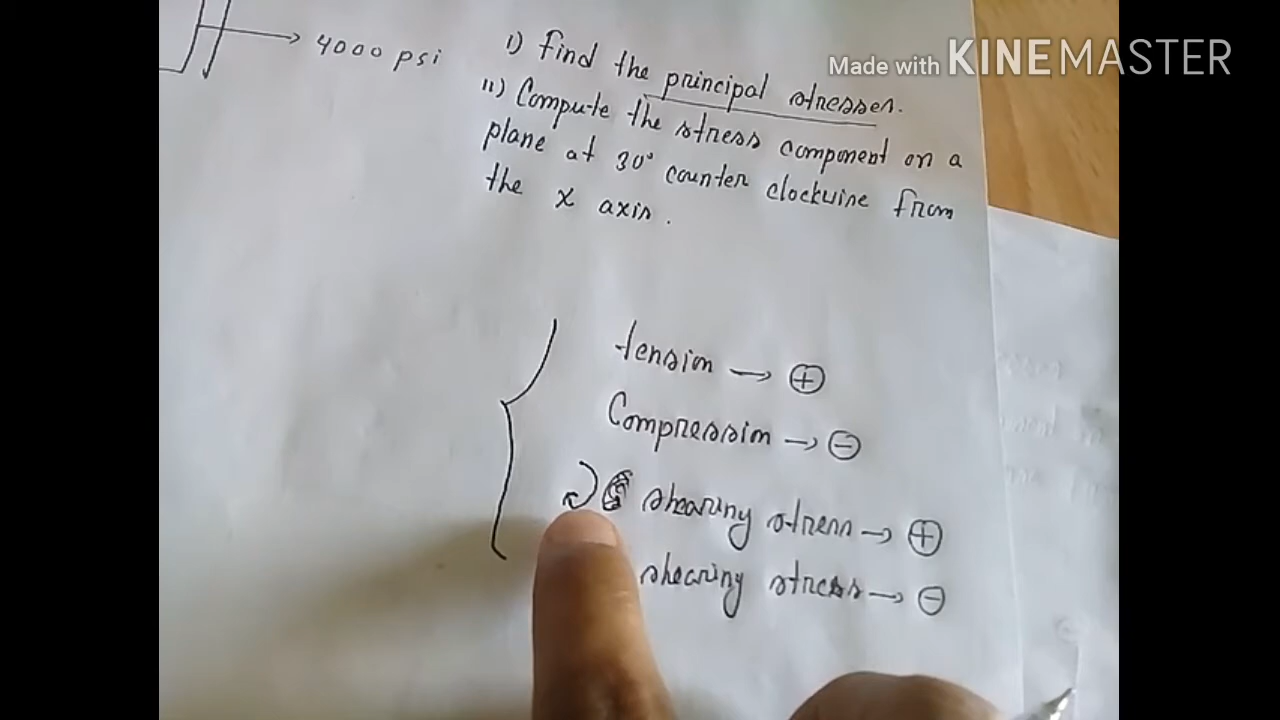 Made with KINEMASTER
4000 psi
i) Find the principal stresses.
ii) Compute the stress component on a
plane at 30° counter clockwise from
the x axis.
tension → ⊕
Compression → ⊖
shearing stress → ⊕
shearing stress → ⊖